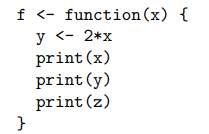 f <- function(x) {
  y <- 2*x
  print(x)
  print(y)
  print(z)
}